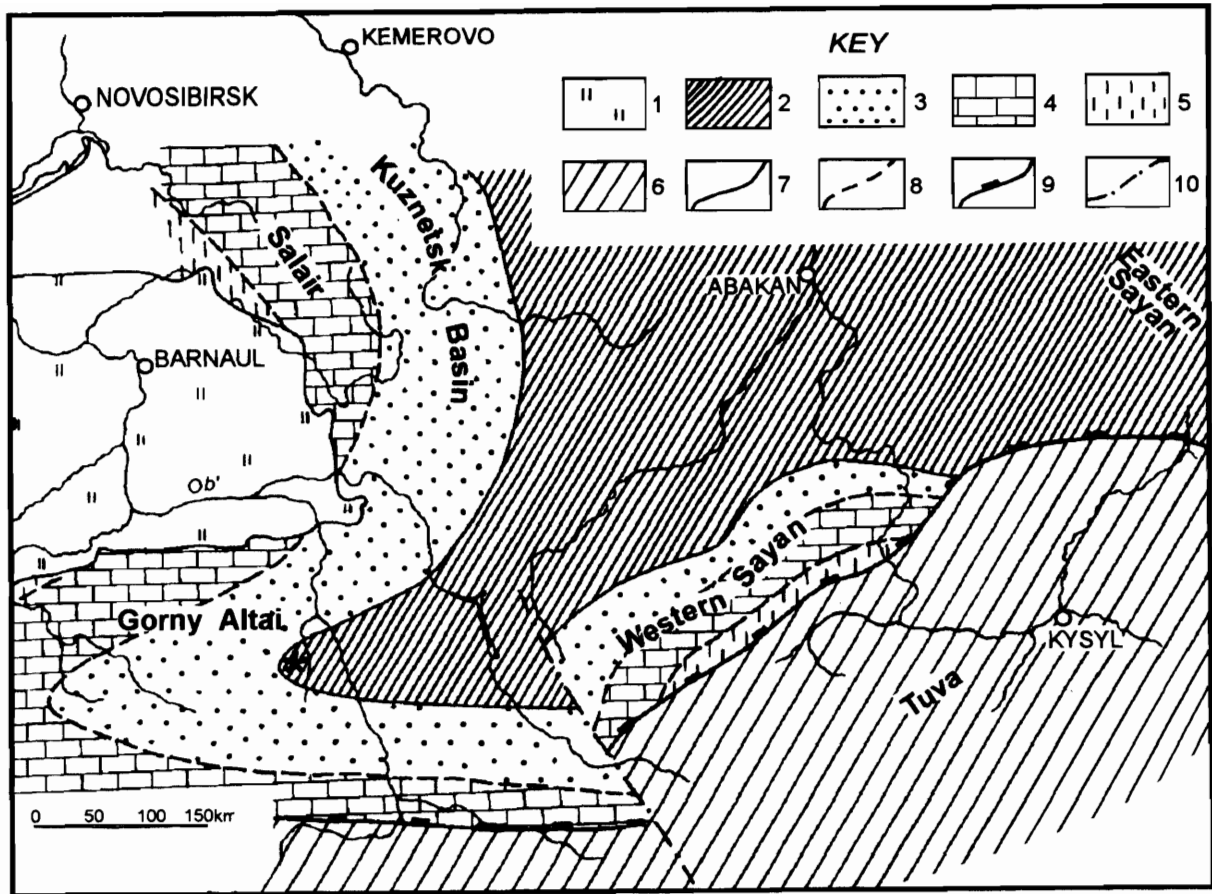 KEMEROVO
KEY
NOVOSIBIRSK
1
2
3
4
5
6
7
8
9
10
Kuznetsk
Basin
Salair
ABAKAN
Eastern
Sayan
BARNAUL
Ob'
Western Sayan
Gorny Altai
KYSYL
Tuva
0 50 100 150km